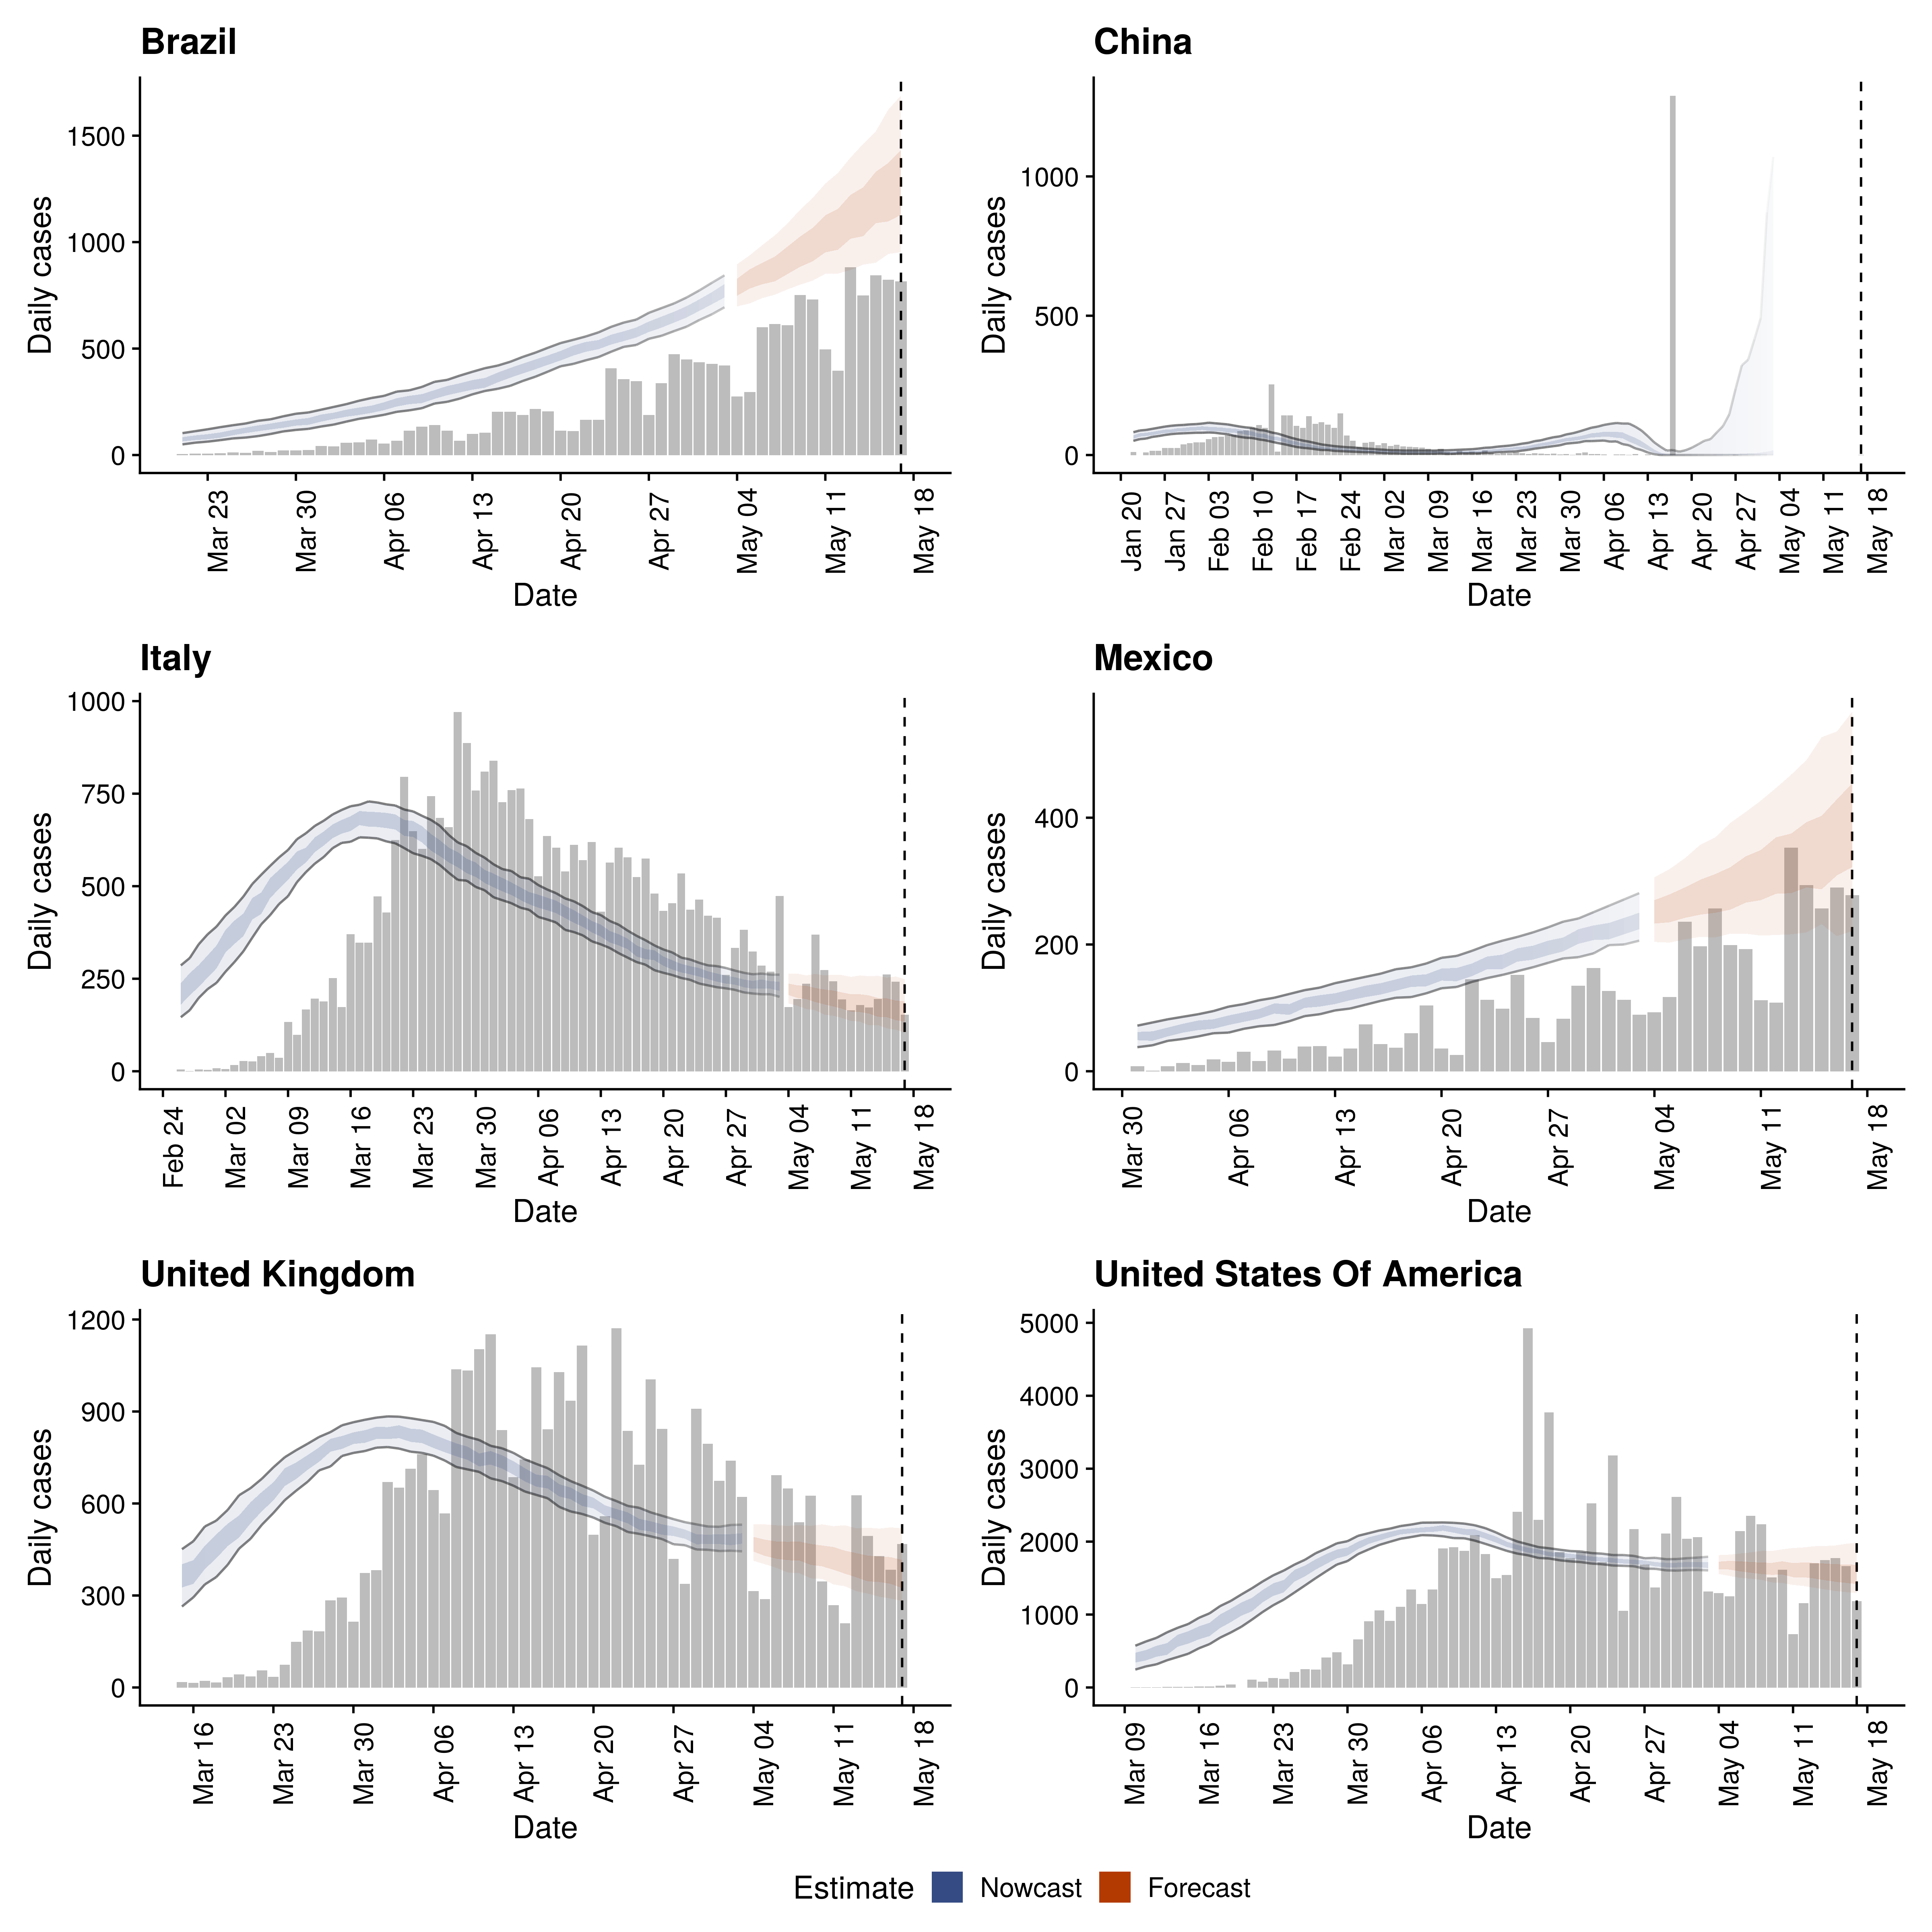 Brazil
Daily cases
1500
1000
500
0
Mar 23
Mar 30
Apr 06
Apr 13
Apr 20
Apr 27
May 04
May 11
May 18
Date
China
Daily cases
1000
500
0
Jan 20
Jan 27
Feb 03
Feb 10
Feb 17
Feb 24
Mar 02
Mar 09
Mar 16
Mar 23
Mar 30
Apr 06
Apr 13
Apr 20
Apr 27
May 04
May 11
May 18
Date
Italy
Daily cases
1000
750
500
250
0
Feb 24
Mar 02
Mar 09
Mar 16
Mar 23
Mar 30
Apr 06
Apr 13
Apr 20
Apr 27
May 04
May 11
May 18
Date
Mexico
Daily cases
400
200
0
Mar 30
Apr 06
Apr 13
Apr 20
Apr 27
May 04
May 11
May 18
Date
United Kingdom
Daily cases
1200
900
600
300
0
Mar 16
Mar 23
Mar 30
Apr 06
Apr 13
Apr 20
Apr 27
May 04
May 11
May 18
Date
United States Of America
Daily cases
5000
4000
3000
2000
1000
0
Mar 09
Mar 16
Mar 23
Mar 30
Apr 06
Apr 13
Apr 20
Apr 27
May 04
May 11
May 18
Date
Estimate Nowcast Forecast